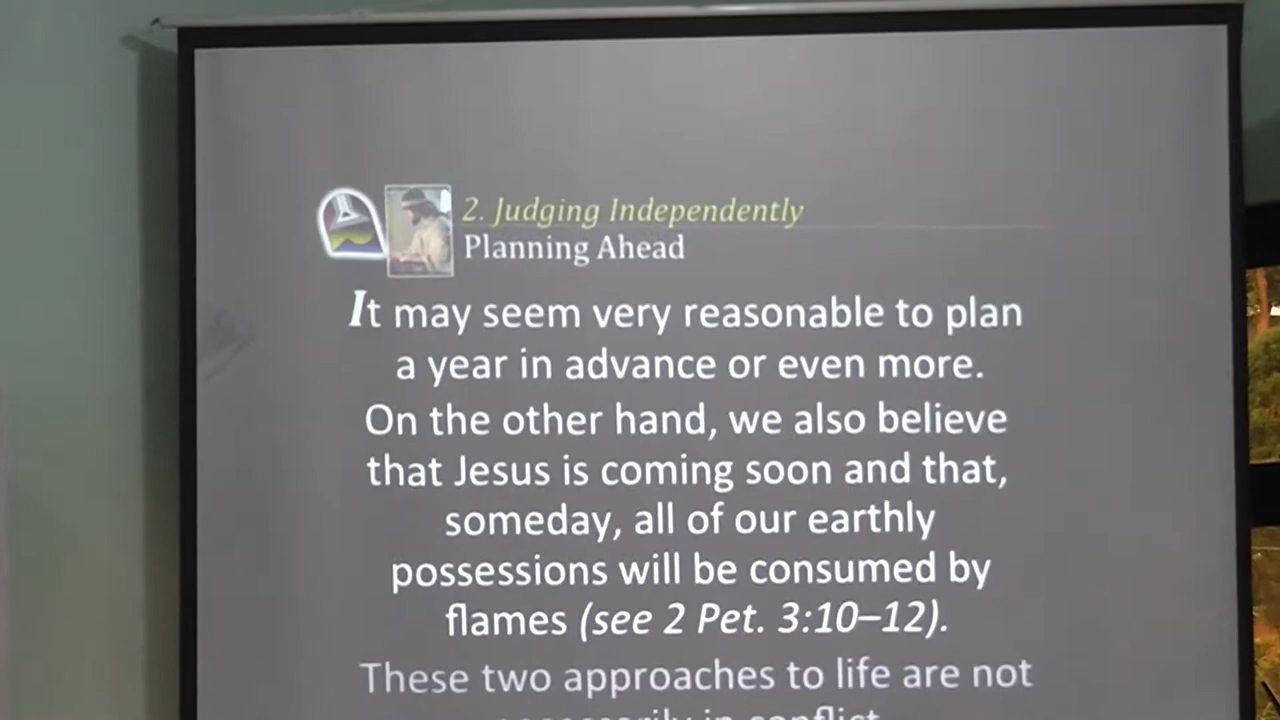 2. Judging Independently
Planning Ahead
It may seem very reasonable to plan
a year in advance or even more.
On the other hand, we also believe
that Jesus is coming soon and that,
someday, all of our earthly
possessions will be consumed by
flames (see 2 Pet. 3:10–12).
These two approaches to life are not
in conflict